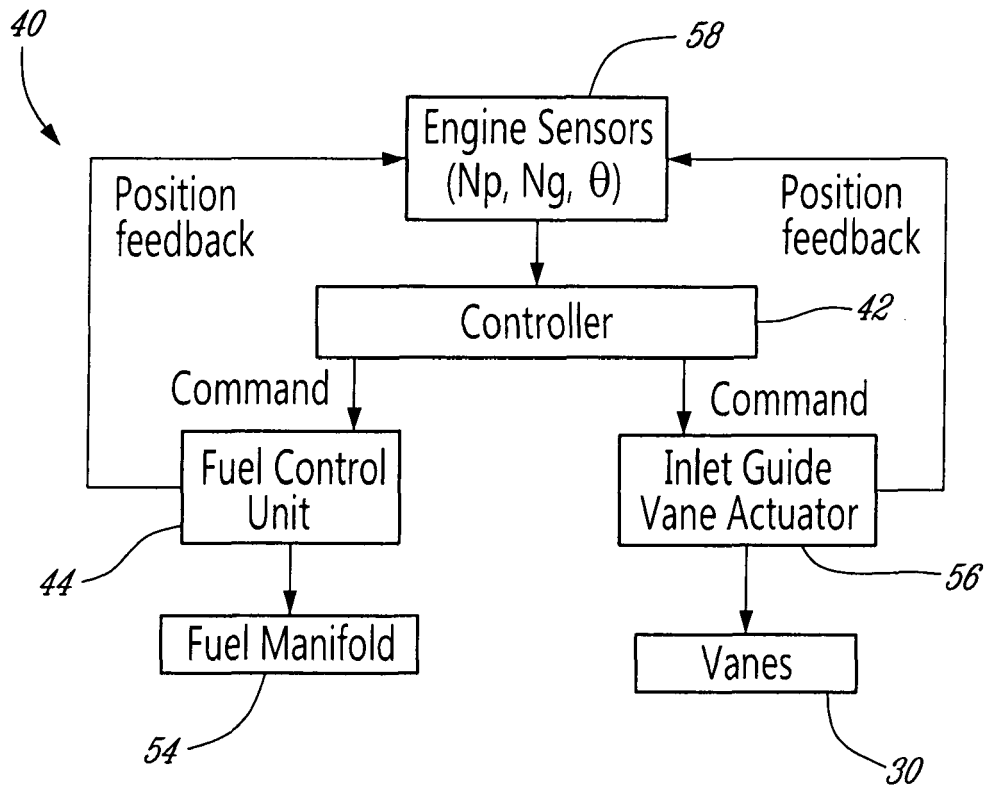 40
58
Engine Sensors
(Np, Ng, θ)
Position
feedback
Position
feedback
Controller
42
Command
Command
Fuel Control
Unit
Inlet Guide
Vane Actuator
44
56
Fuel Manifold
Vanes
54
30